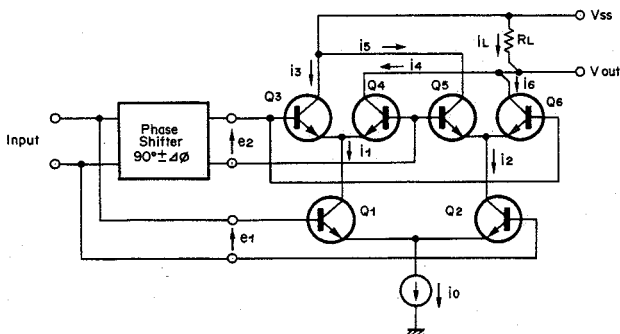 Vss
iL
RL
i5
i4
Vout
i3
i6
Q3
Q4
Q5
Q6
Input
Phase
Shifter
90°±Δø
e2
i1
i2
Q1
Q2
e1
i0